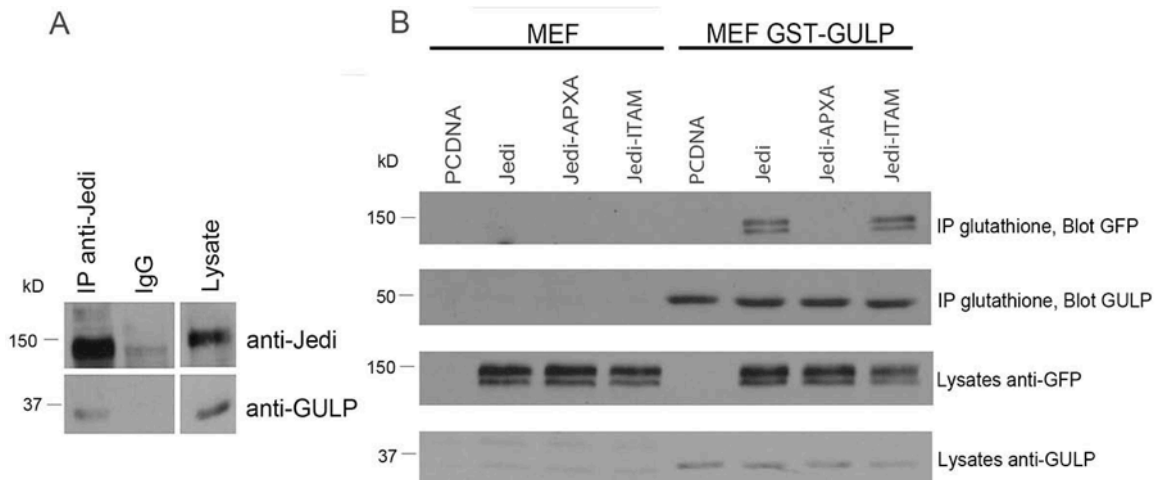 A
IP anti-Jedi
IgG
Lysate
kD
150
anti-Jedi
37
anti-GULP
B
MEF
MEF GST-GULP
kD
PCDNA
Jedi
Jedi-APXA
Jedi-ITAM
PCDNA
Jedi
Jedi-APXA
Jedi-ITAM
150
IP glutathione, Blot GFP
50
IP glutathione, Blot GULP
150
Lysates anti-GFP
37
Lysates anti-GULP